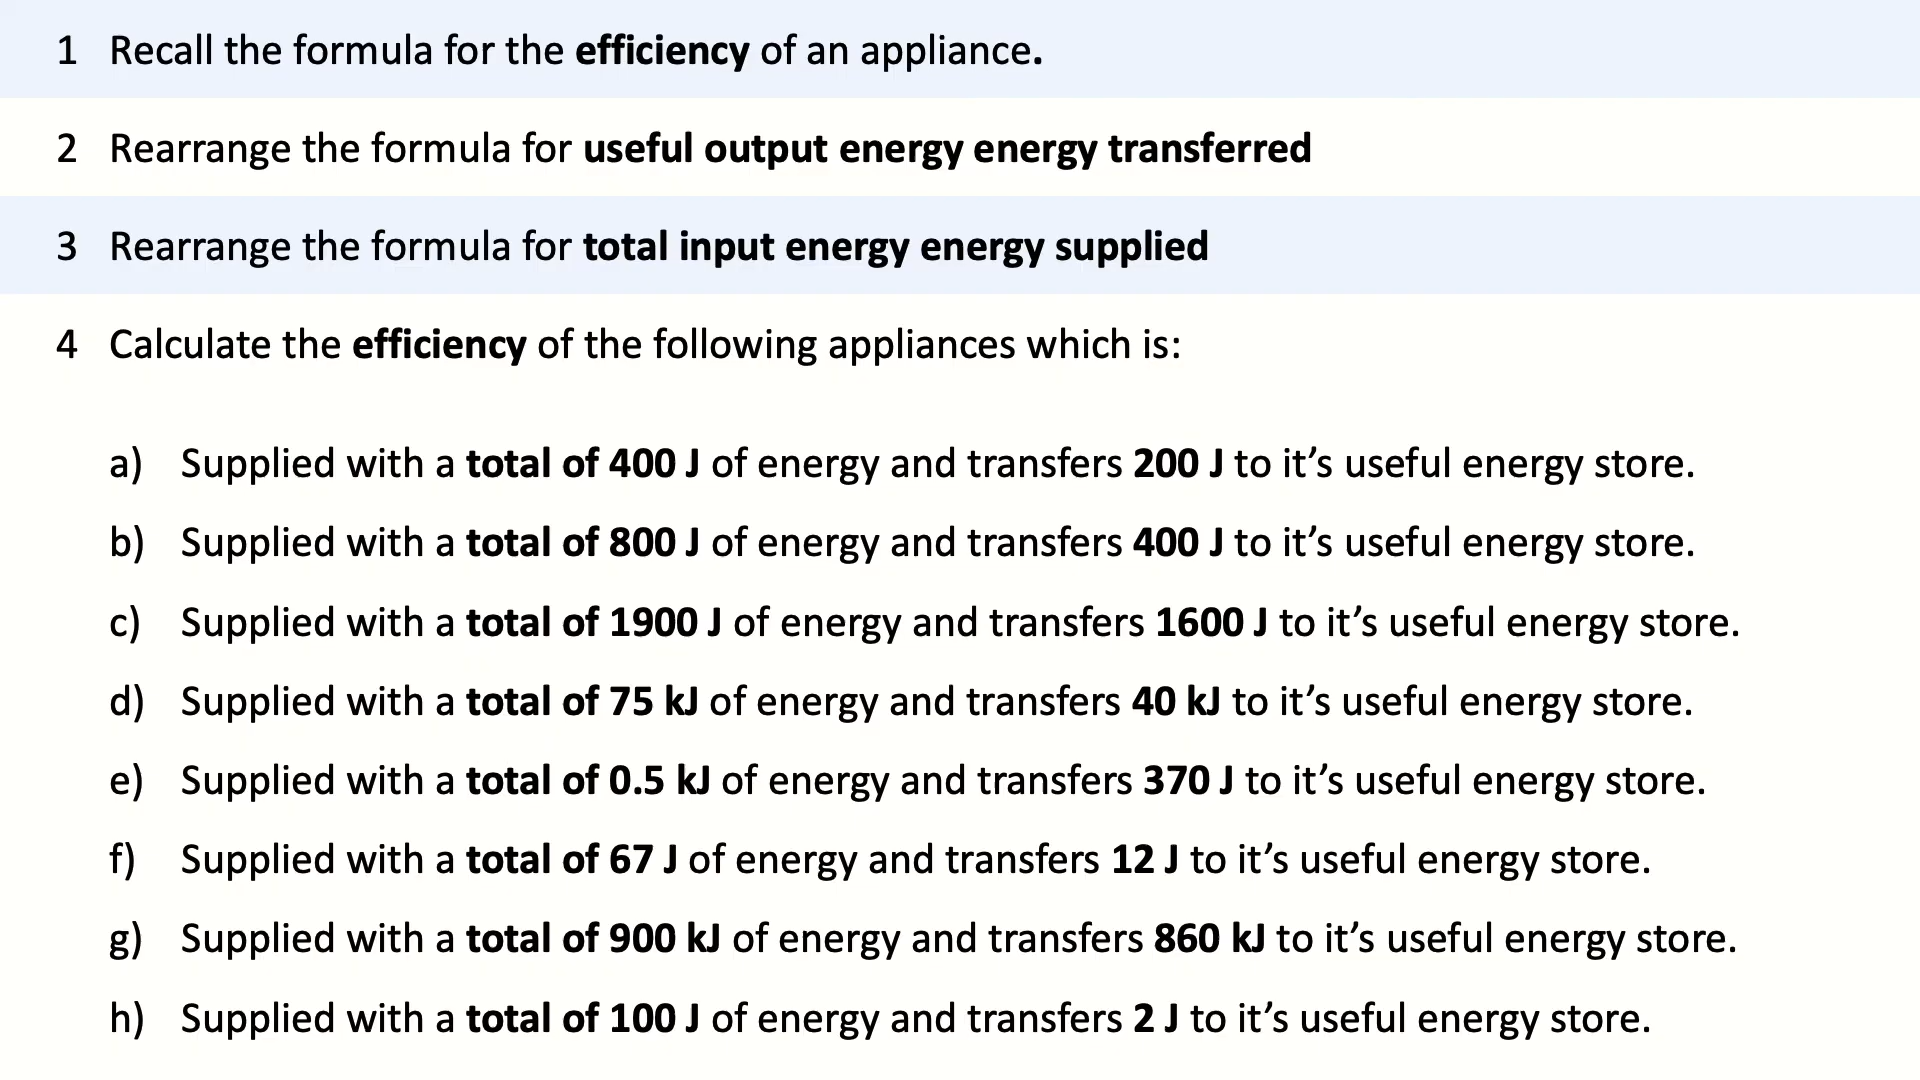 1 Recall the formula for the efficiency of an appliance.
2 Rearrange the formula for useful output energy energy transferred
3 Rearrange the formula for total input energy energy supplied
4 Calculate the efficiency of the following appliances which is:
a) Supplied with a total of 400 J of energy and transfers 200 J to it’s useful energy store.
b) Supplied with a total of 800 J of energy and transfers 400 J to it’s useful energy store.
c) Supplied with a total of 1900 J of energy and transfers 1600 J to it’s useful energy store.
d) Supplied with a total of 75 kJ of energy and transfers 40 kJ to it’s useful energy store.
e) Supplied with a total of 0.5 kJ of energy and transfers 370 J to it’s useful energy store.
f) Supplied with a total of 67 J of energy and transfers 12 J to it’s useful energy store.
g) Supplied with a total of 900 kJ of energy and transfers 860 kJ to it’s useful energy store.
h) Supplied with a total of 100 J of energy and transfers 2 J to it’s useful energy store.